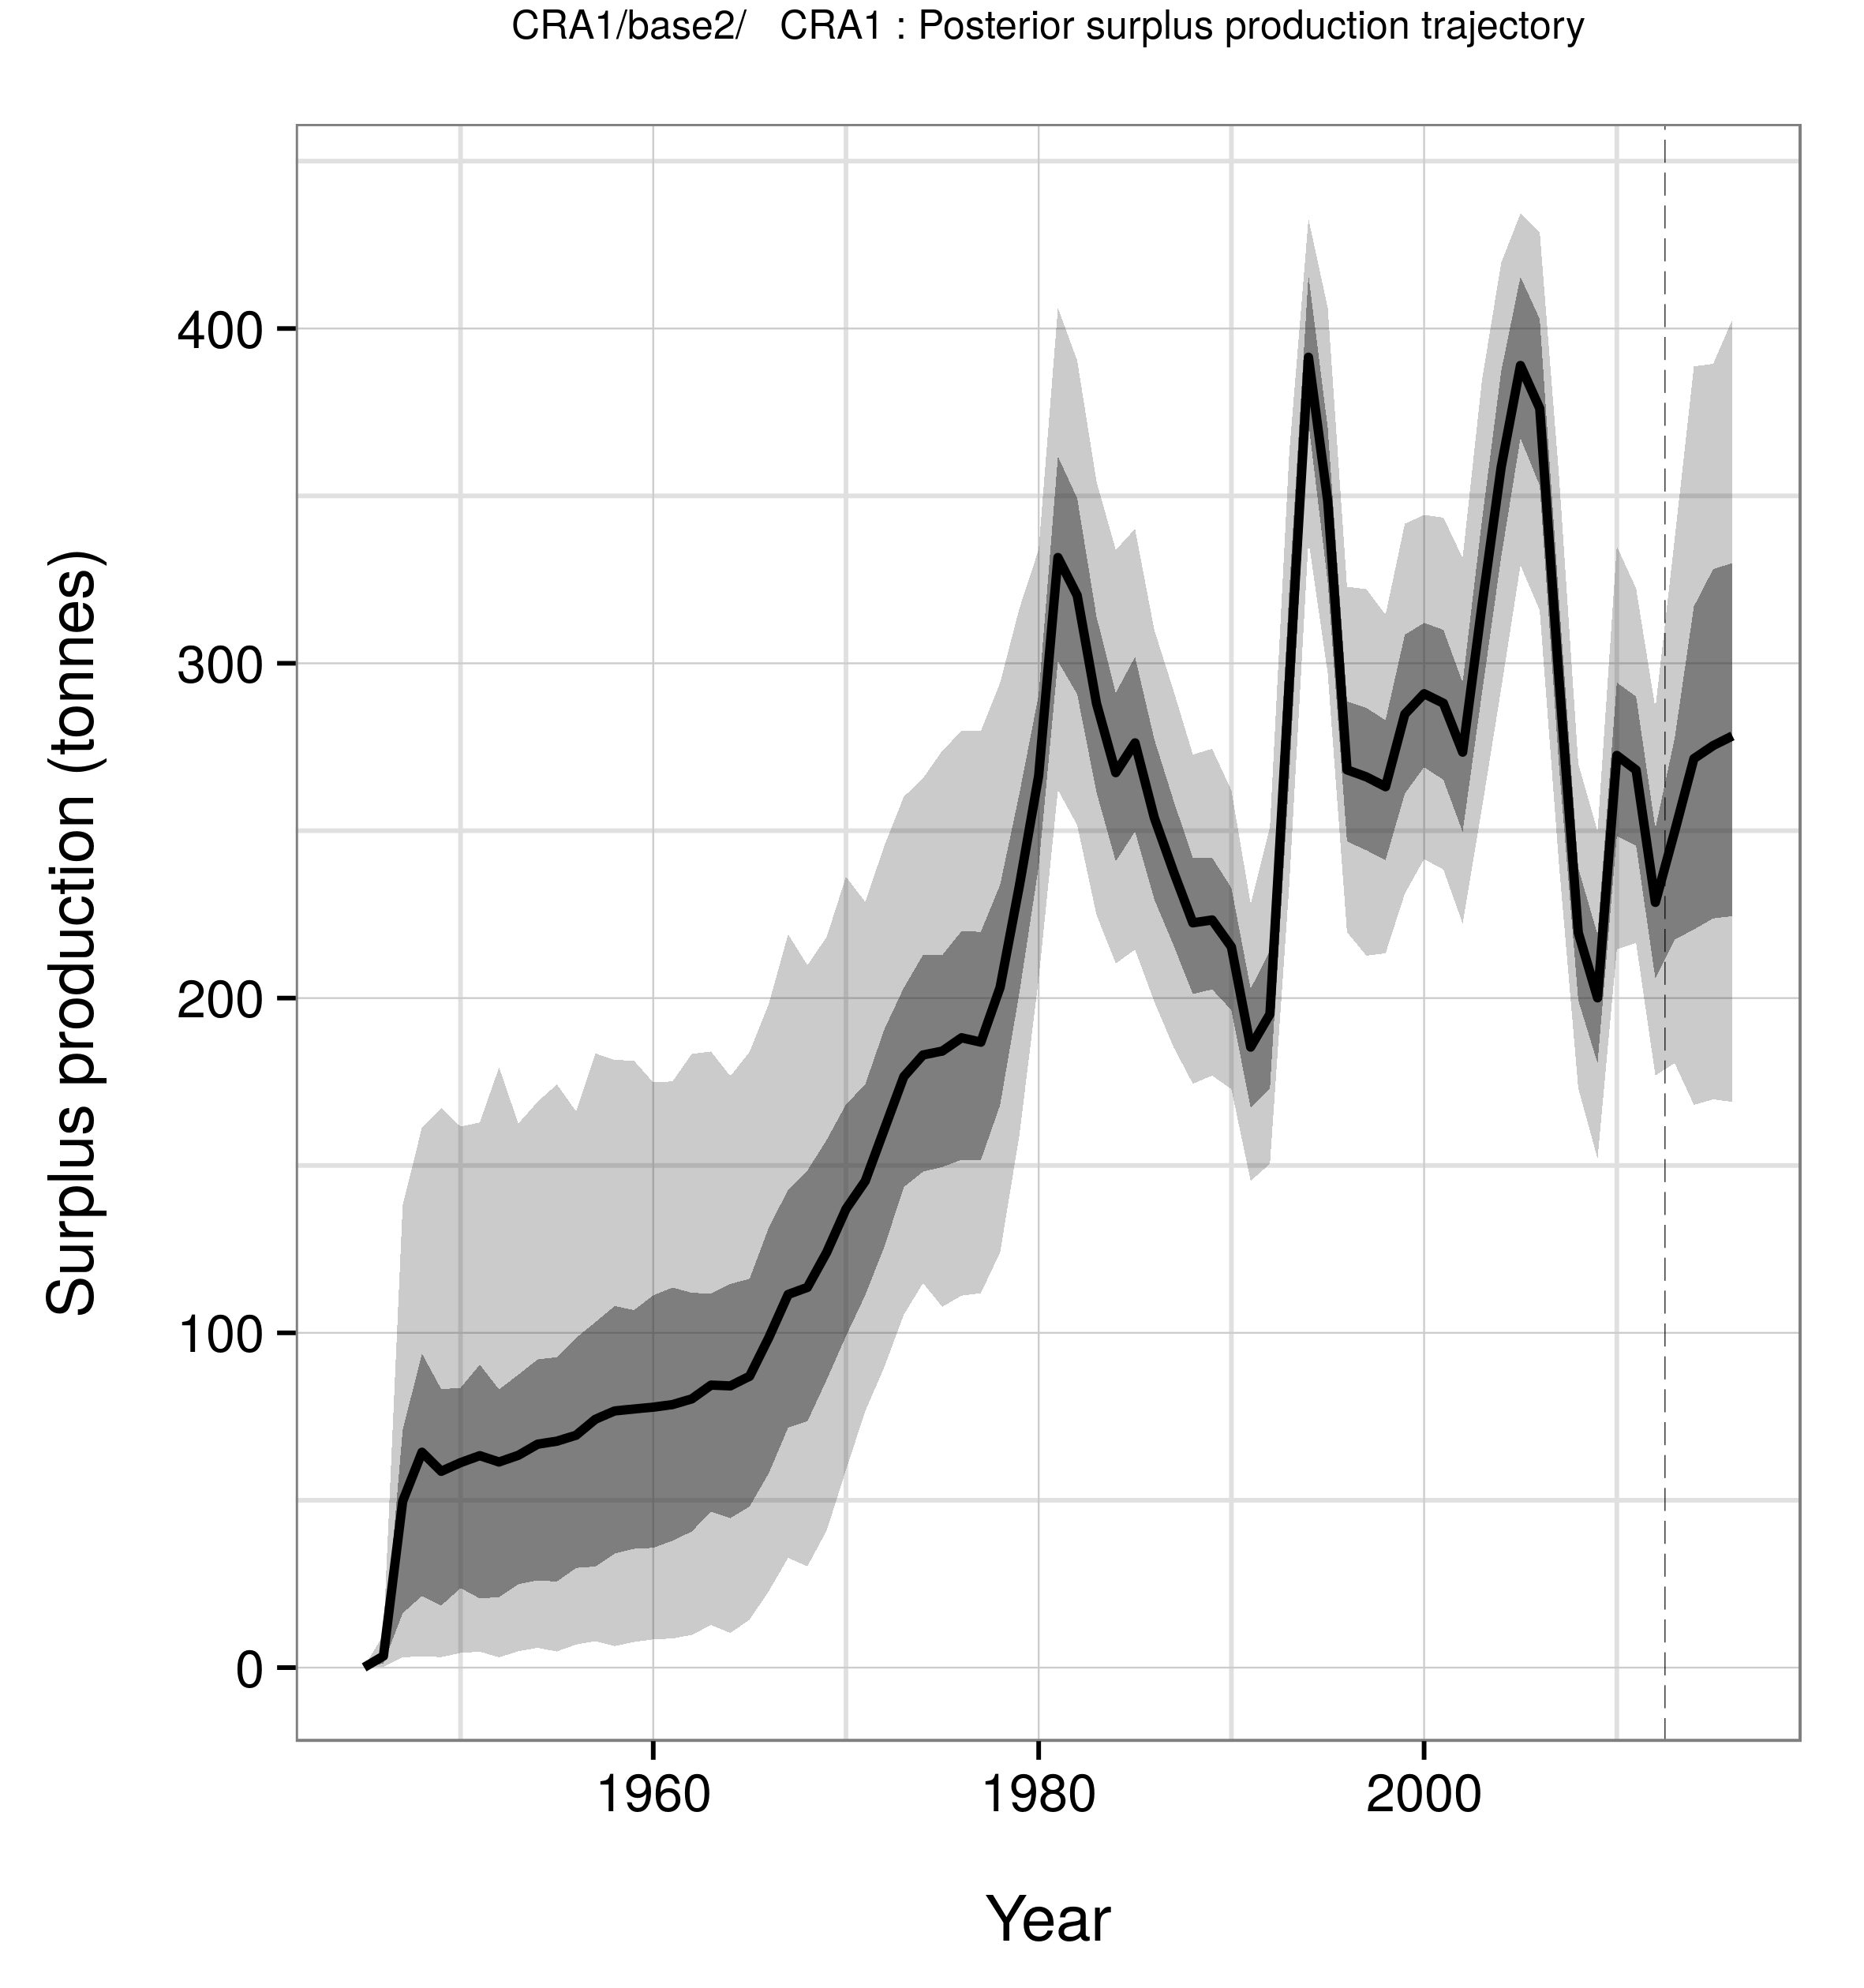 CRA1/base2/   CRA1 : Posterior surplus production trajectory
Surplus production (tonnes)
400
300
200
100
0
1960
1980
2000
Year